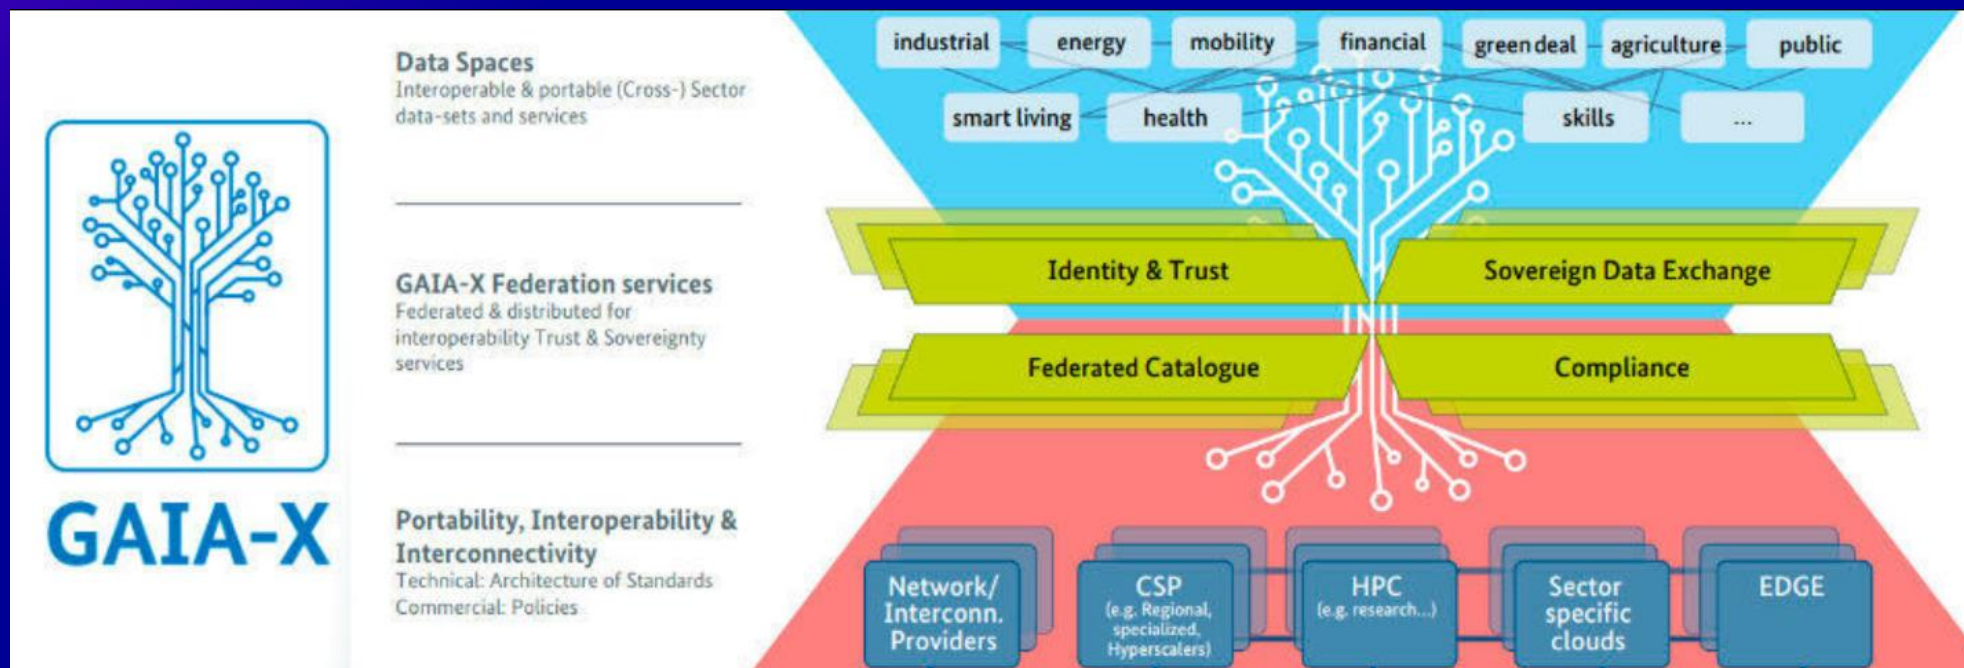 GAIA-X
Data Spaces
Interoperable & portable (Cross-) Sector
data-sets and services
GAIA-X Federation services
Federated & distributed for
interoperability Trust & Sovereignty
services
Portability, Interoperability &
Interconnectivity
Technical: Architecture of Standards
Commercial: Policies
industrial
energy
mobility
financial
green deal
agriculture
public
smart living
health
skills
...
Identity & Trust
Sovereign Data Exchange
Federated Catalogue
Compliance
Network/
Interconn.
Providers
CSP
(e.g. Regional,
specialized,
Hyperscalers)
HPC
(e.g. research...)
Sector
specific
clouds
EDGE